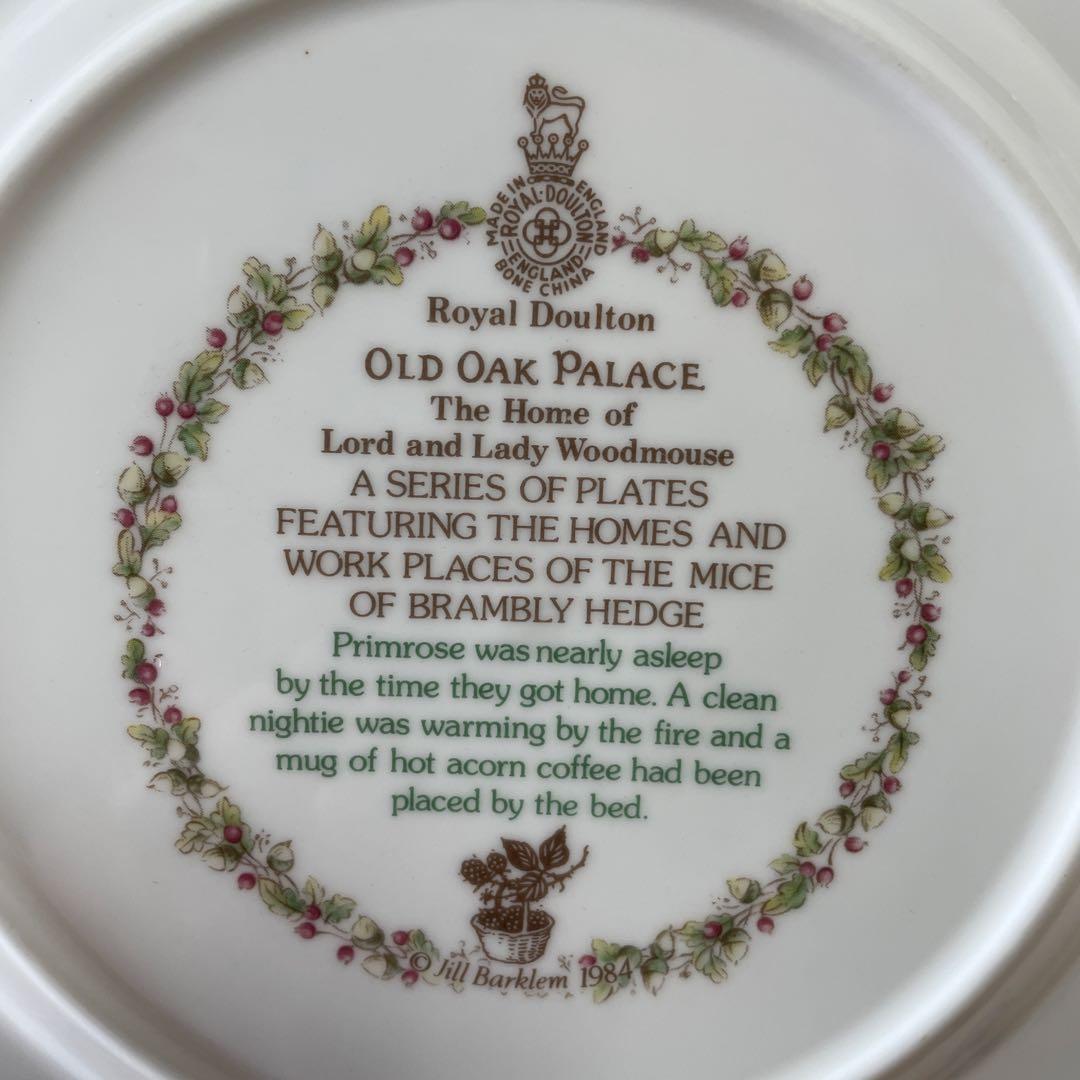 MADE IN ENGLAND
ROYAL·DOULTON
ENGLAND
BONE CHINA
Royal Doulton
OLD OAK PALACE
The Home of
Lord and Lady Woodmouse
A SERIES OF PLATES
FEATURING THE HOMES AND
WORK PLACES OF THE MICE
OF BRAMBLY HEDGE
Primrose was nearly asleep
by the time they got home. A clean
nightie was warming by the fire and a
mug of hot acorn coffee had been
placed by the bed.
© Jill Barklem 1984